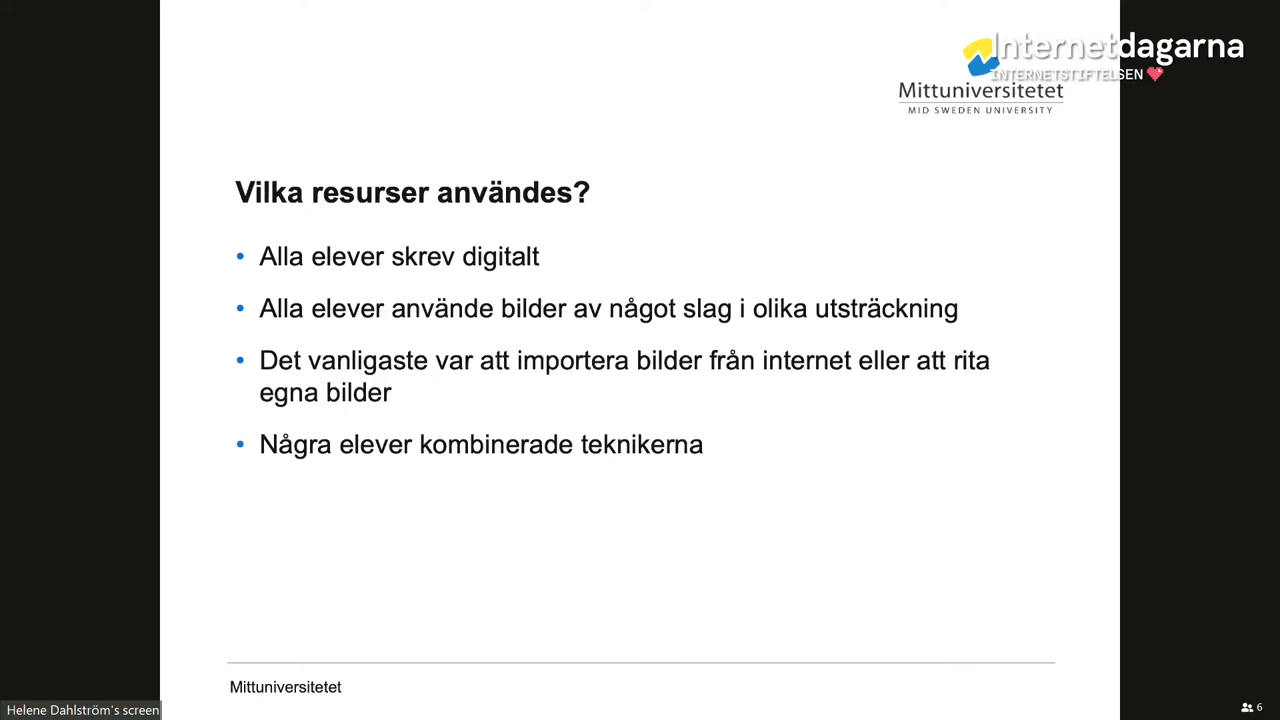 Internetdagarna
INTERNETSTIFTELSEN
Mittuniversitetet
MID SWEDEN UNIVERSITY
Vilka resurser användes?
• Alla elever skrev digitalt
• Alla elever använde bilder av något slag i olika utsträckning
• Det vanligaste var att importera bilder från internet eller att rita
egna bilder
• Några elever kombinerade teknikerna
Mittuniversitetet
Helene Dahlström's screen
6